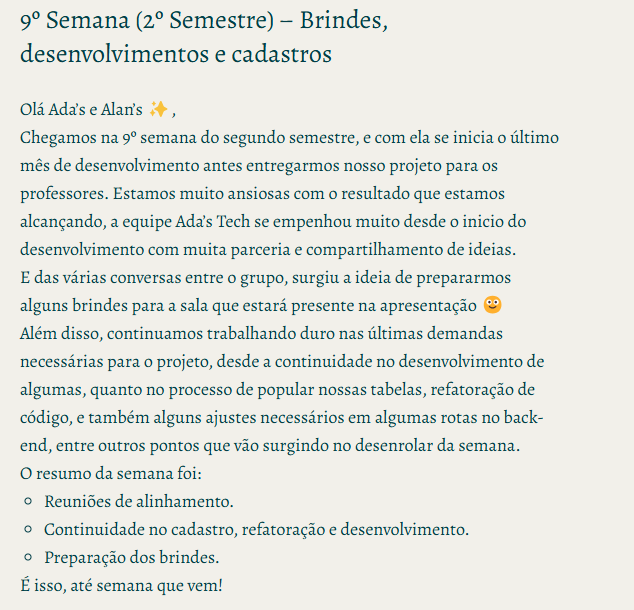 9º Semana (2º Semestre) – Brindes,
desenvolvimentos e cadastros
Olá Ada’s e Alan’s ✨ ,
Chegamos na 9º semana do segundo semestre, e com ela se inicia o último
mês de desenvolvimento antes entregarmos nosso projeto para os
professores. Estamos muito ansiosas com o resultado que estamos
alcançando, a equipe Ada’s Tech se empenhou muito desde o inicio do
desenvolvimento com muita parceria e compartilhamento de ideias.
E das várias conversas entre o grupo, surgiu a ideia de prepararmos
alguns brindes para a sala que estará presente na apresentação 🙂
Além disso, continuamos trabalhando duro nas últimas demandas
necessárias para o projeto, desde a continuidade no desenvolvimento de
algumas, quanto no processo de popular nossas tabelas, refatoração de
código, e também alguns ajustes necessários em algumas rotas no back-
end, entre outros pontos que vão surgindo no desenrolar da semana.
O resumo da semana foi:
○ Reuniões de alinhamento.
○ Continuidade no cadastro, refatoração e desenvolvimento.
○ Preparação dos brindes.
É isso, até semana que vem!